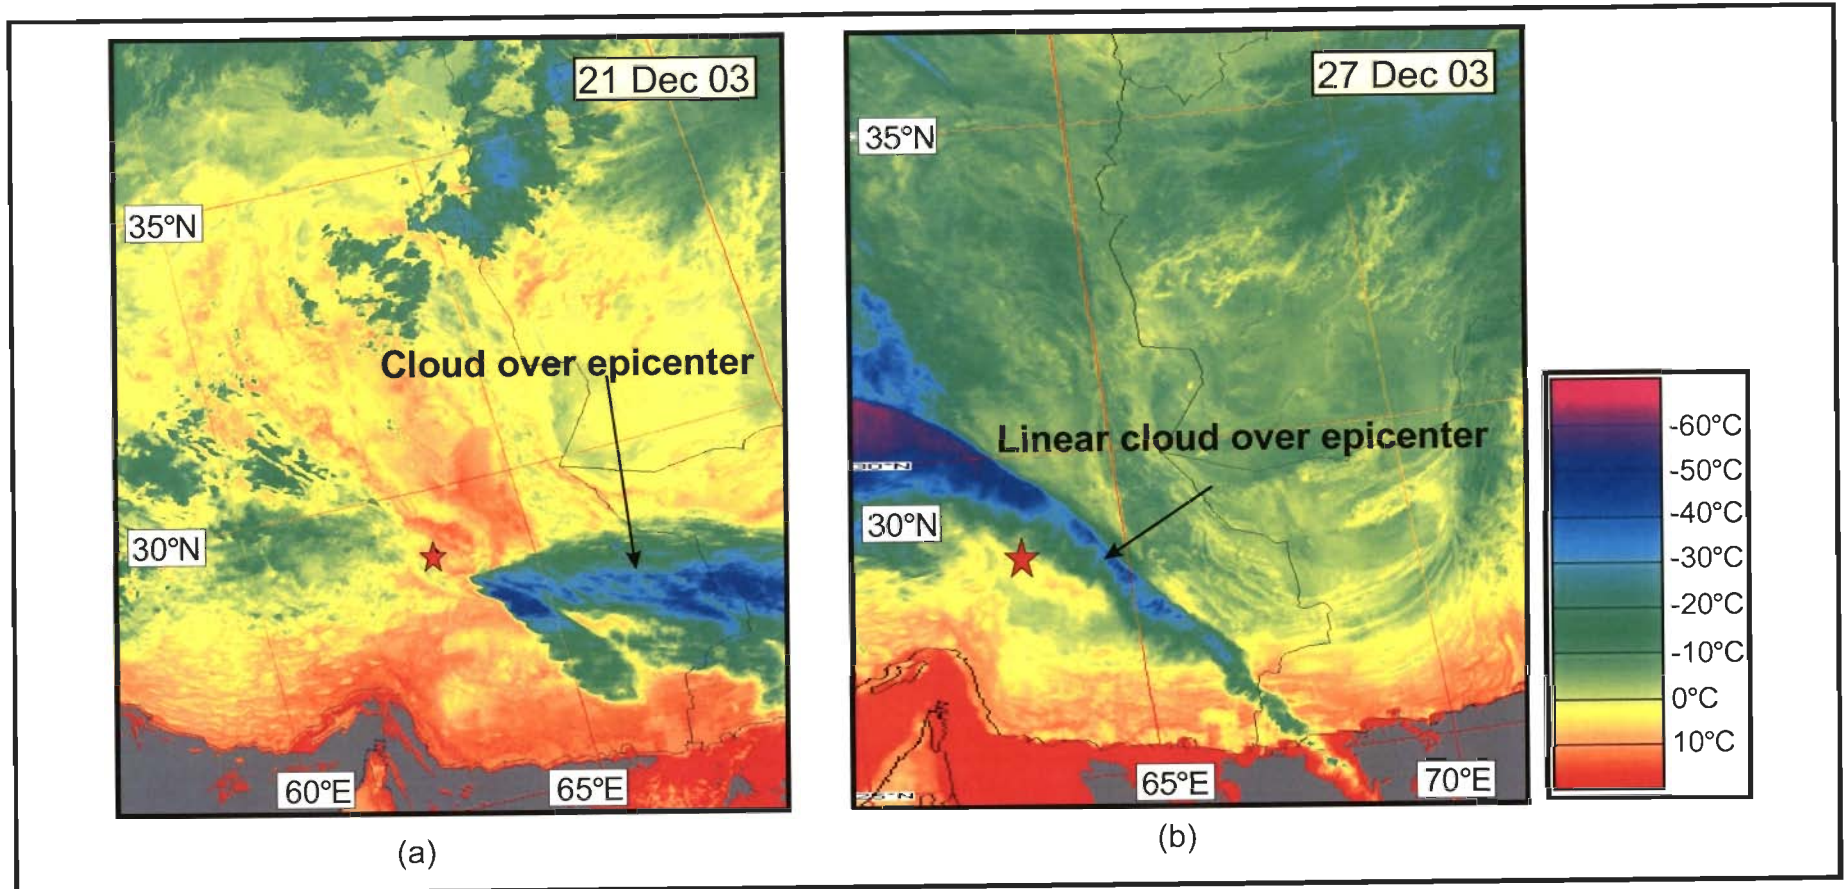 21 Dec 03
35°N
Cloud over epicenter
30°N
60°E
65°E
(a)
27 Dec 03
35°N
Linear cloud over epicenter
30°N
65°E
70°E
(b)
-60°C
-50°C
-40°C
-30°C
-20°C
-10°C
0°C
10°C